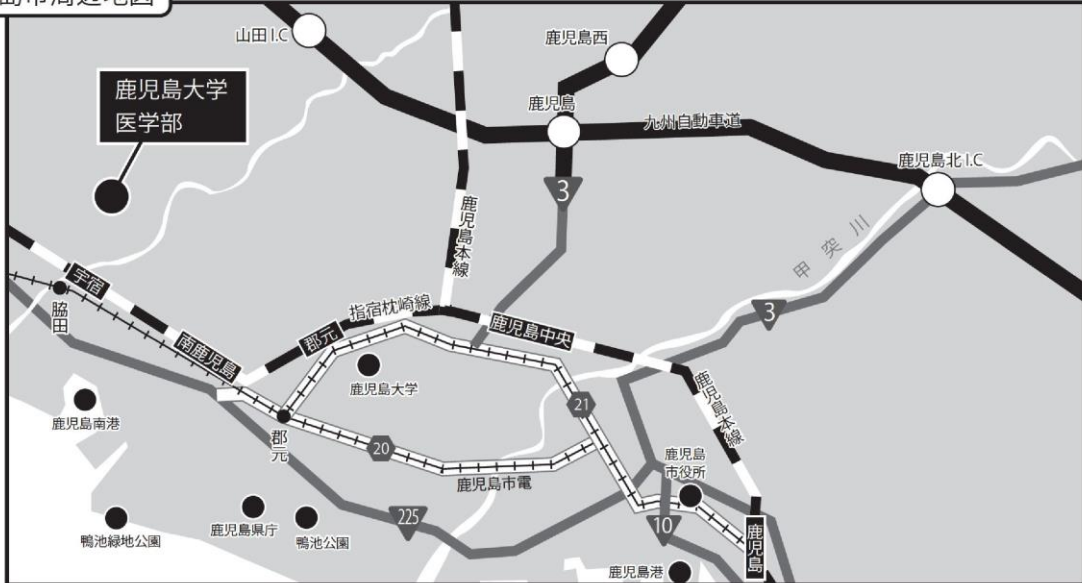 島市周辺地図
山田I.C
鹿児島西
鹿児島大学
医学部
鹿児島
九州自動車道
鹿児島北I.C
3
鹿児島本線
甲突川
宇宿
脇田
指宿枕崎線
鹿児島中央
3
郡元
南鹿児島
鹿児島大学
鹿児島本線
鹿児島南港
21
郡元
20
鹿児島
市役所
鹿児島市電
鹿児島県庁
鴨池公園
225
10
鴨池緑地公園
鹿児島
鹿児島港